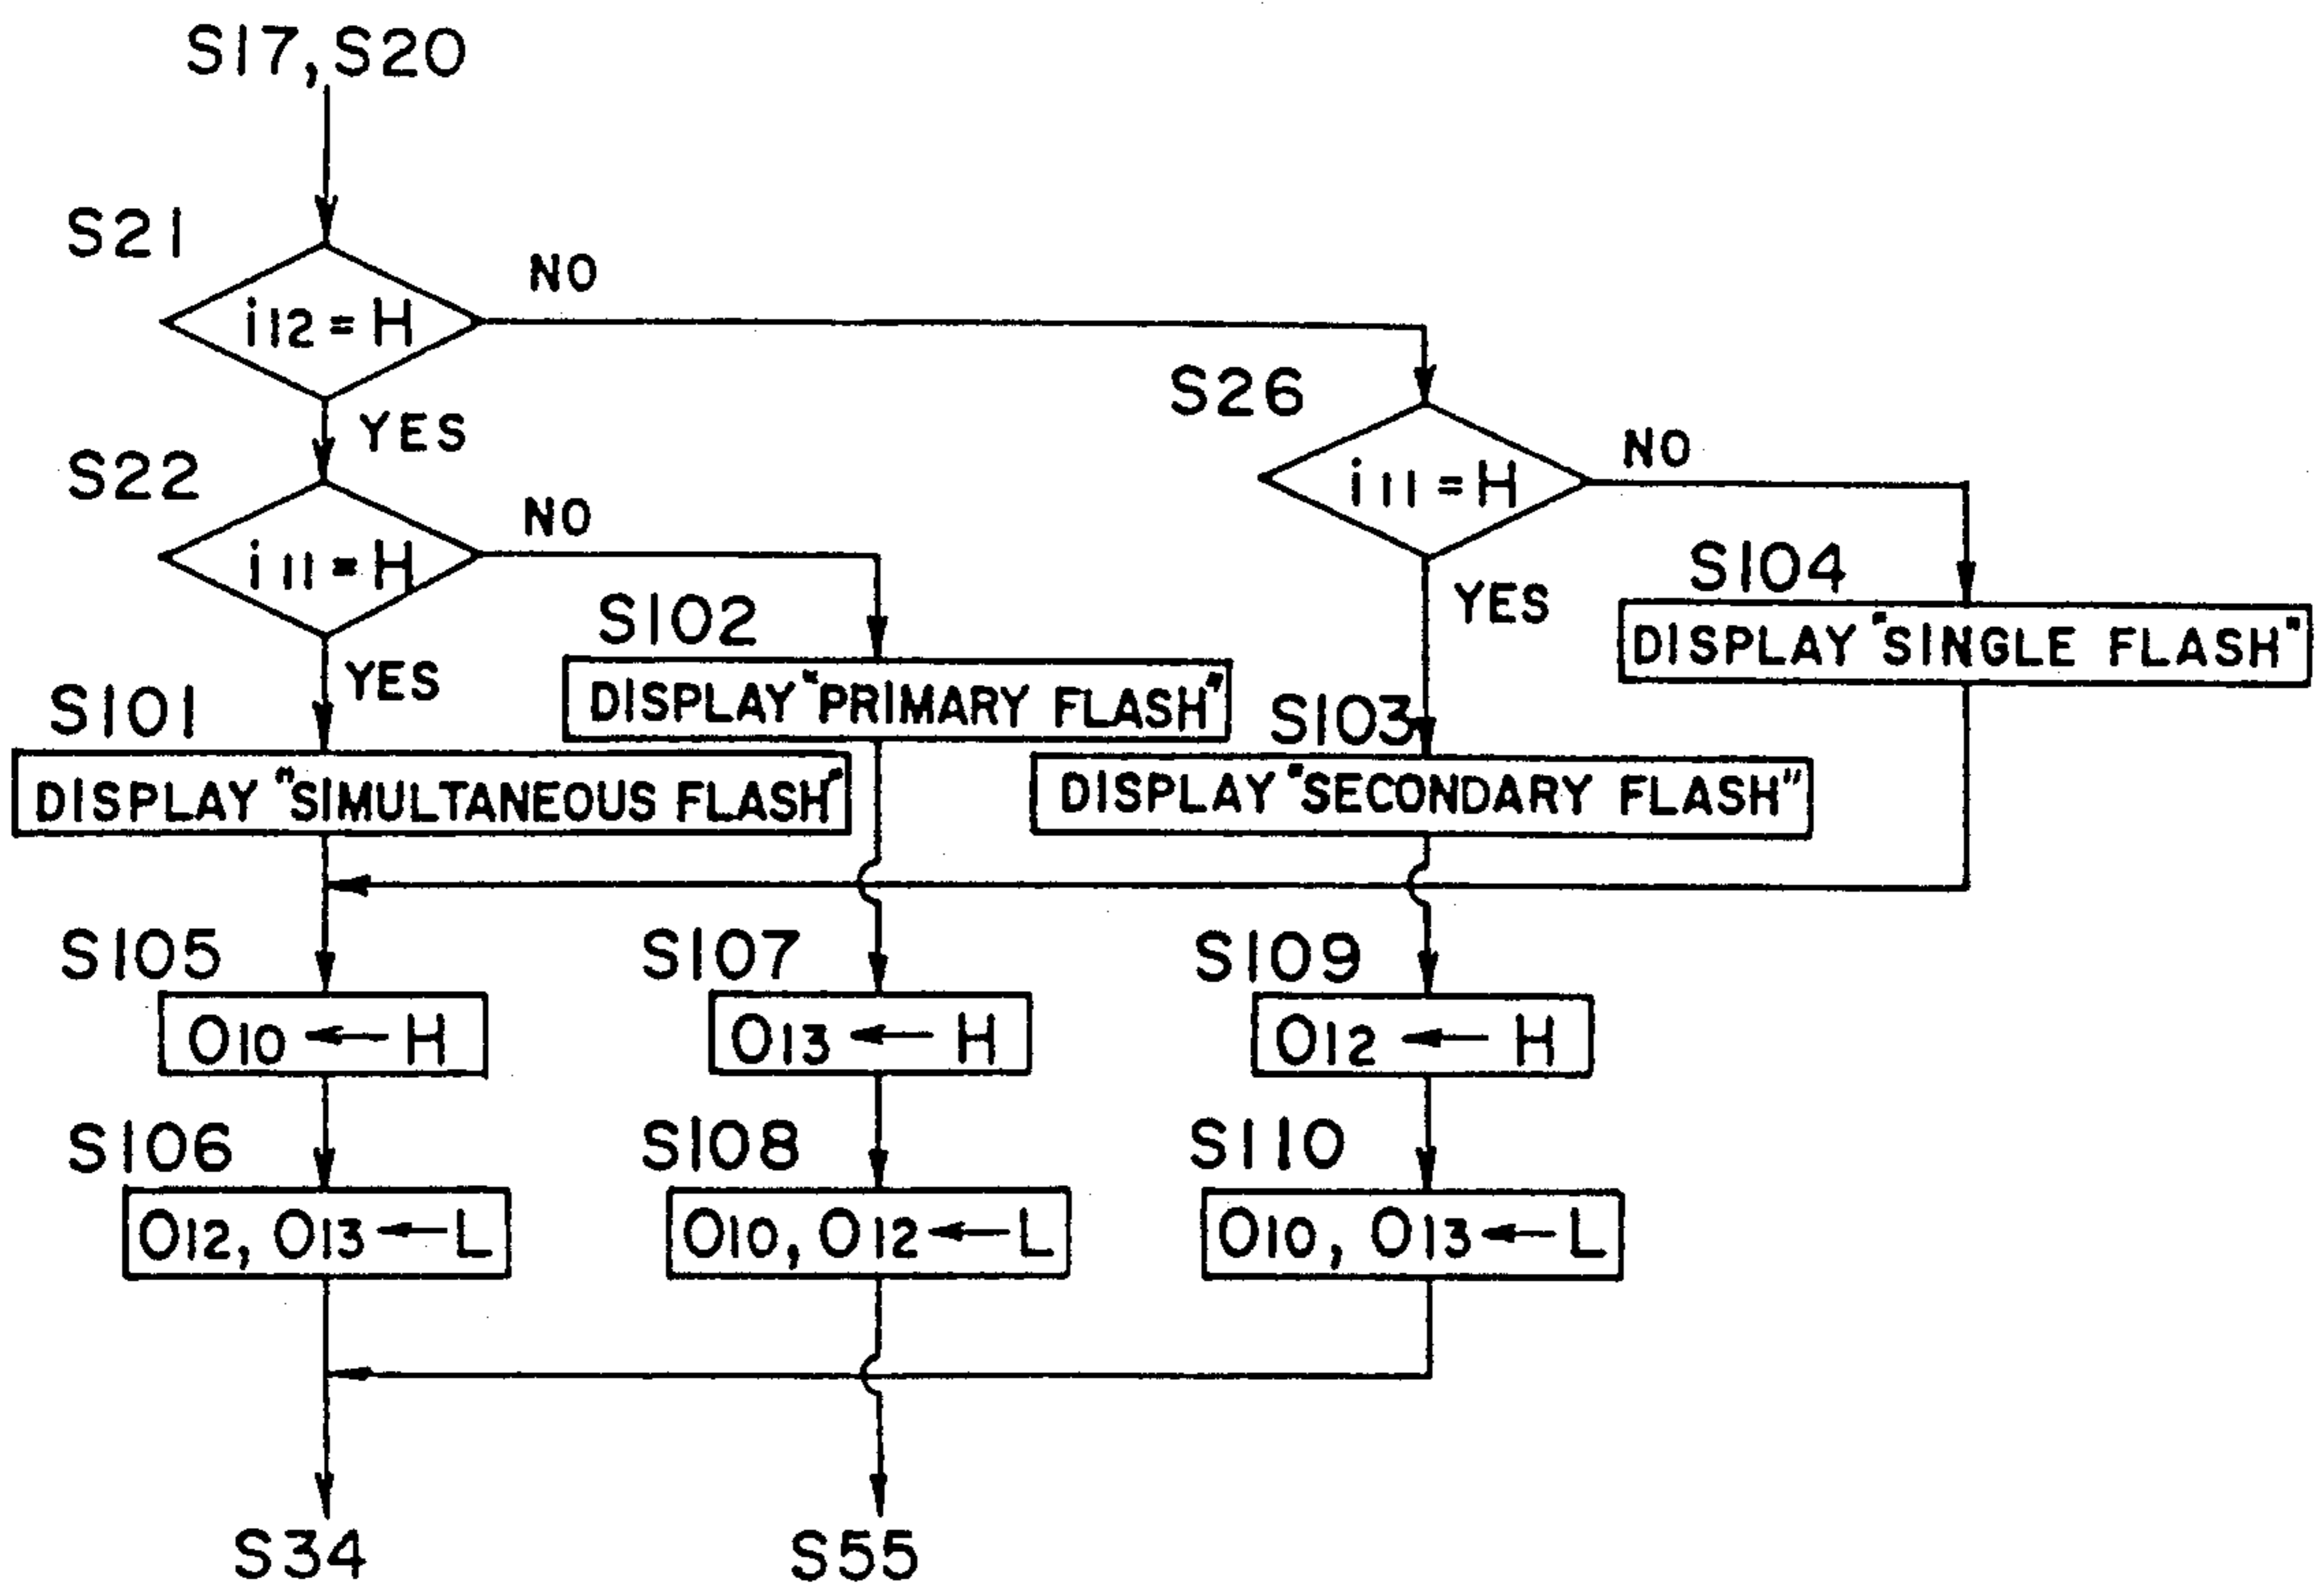 S17, S20
S21
i12 = H
NO
YES
S26
i11 = H
NO
YES
S22
i11 = H
NO
YES
S104
DISPLAY "SINGLE FLASH"
S102
DISPLAY "PRIMARY FLASH"
S101
DISPLAY "SIMULTANEOUS FLASH"
S103
DISPLAY "SECONDARY FLASH"
S105
O10 ← H
S107
O13 ← H
S109
O12 ← H
S106
O12, O13 ← L
S108
O10, O12 ← L
S110
O10, O13 ← L
S34
S55